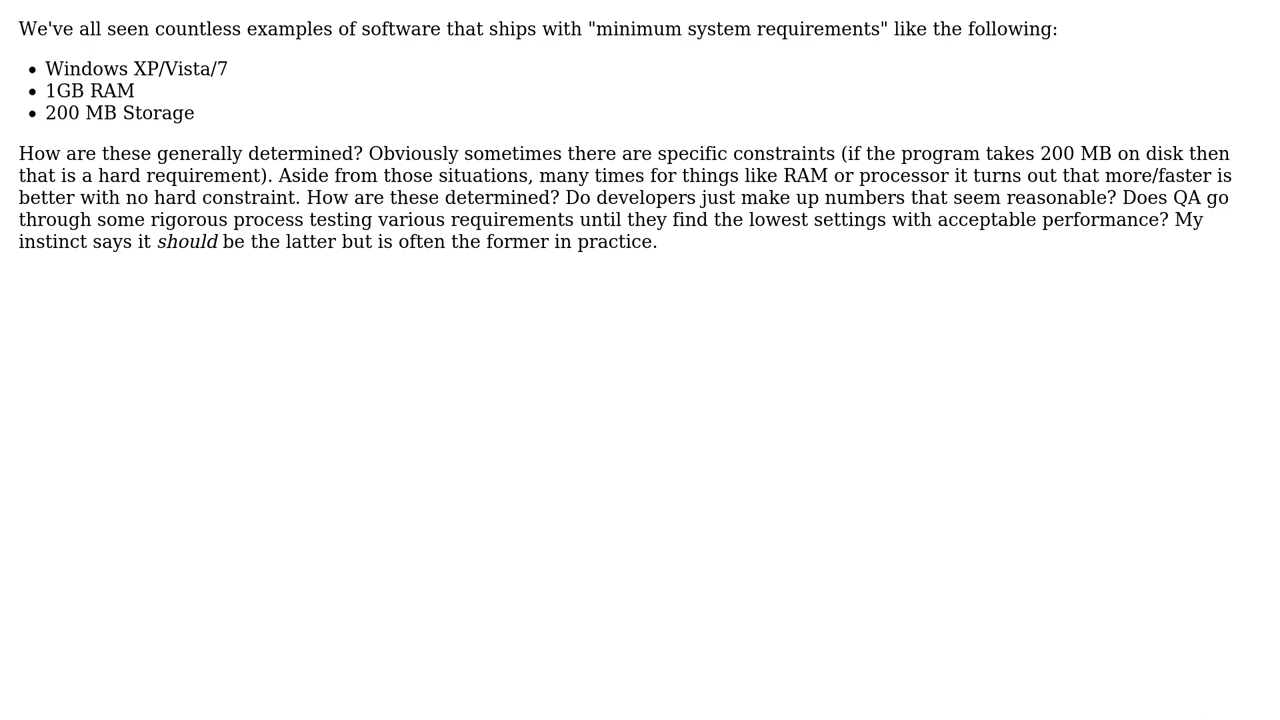 We've all seen countless examples of software that ships with "minimum system requirements" like the following:
• Windows XP/Vista/7
• 1GB RAM
• 200 MB Storage
How are these generally determined? Obviously sometimes there are specific constraints (if the program takes 200 MB on disk then
that is a hard requirement). Aside from those situations, many times for things like RAM or processor it turns out that more/faster is
better with no hard constraint. How are these determined? Do developers just make up numbers that seem reasonable? Does QA go
through some rigorous process testing various requirements until they find the lowest settings with acceptable performance? My
instinct says it should be the latter but is often the former in practice.